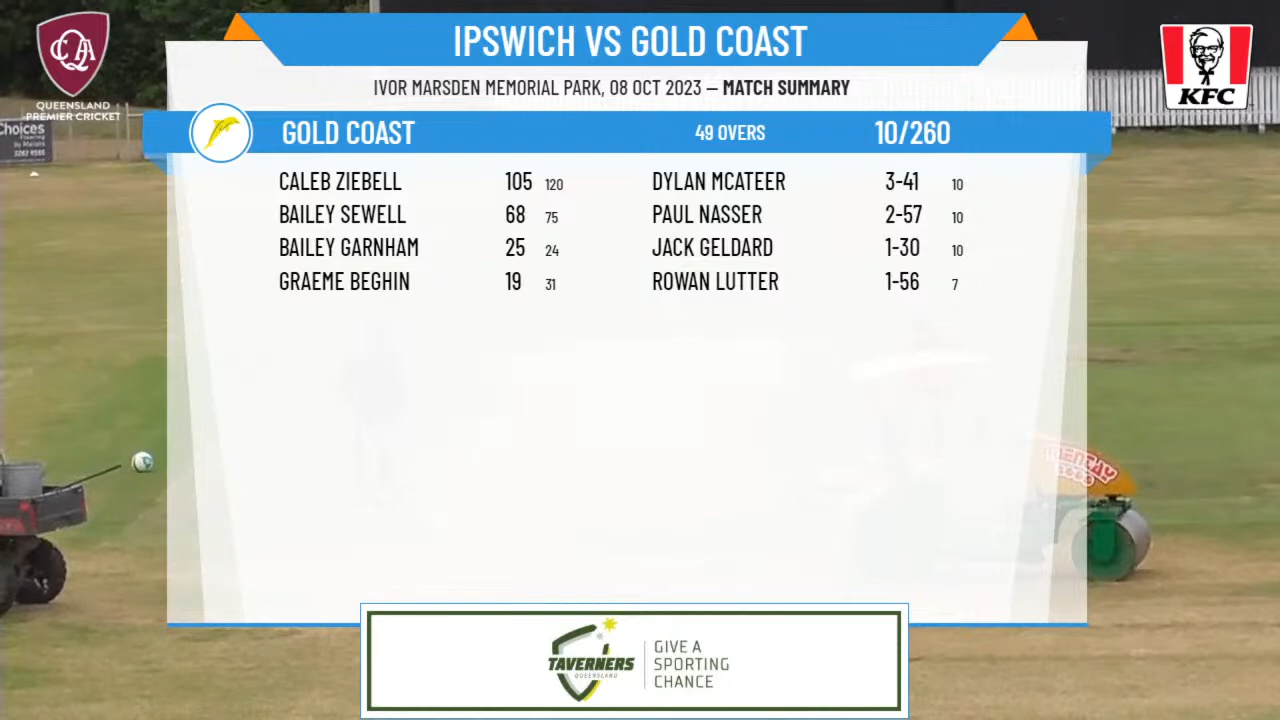 IPSWICH VS GOLD COAST
IVOR MARSDEN MEMORIAL PARK, 08 OCT 2023 – MATCH SUMMARY
QUEENSLAND
PREMIER CRICKET
KFC
Choices
GOLD COAST 49 OVERS 10/260
CALEB ZIEBELL 105 120 DYLAN MCATEER 3-41 10
BAILEY SEWELL 68 75 PAUL NASSER 2-57 10
BAILEY GARNHAM 25 24 JACK GELDARD 1-30 10
GRAEME BEGHIN 19 31 ROWAN LUTTER 1-56 7
TAVERNERS
QUEENSLAND
GIVE A
SPORTING
CHANCE